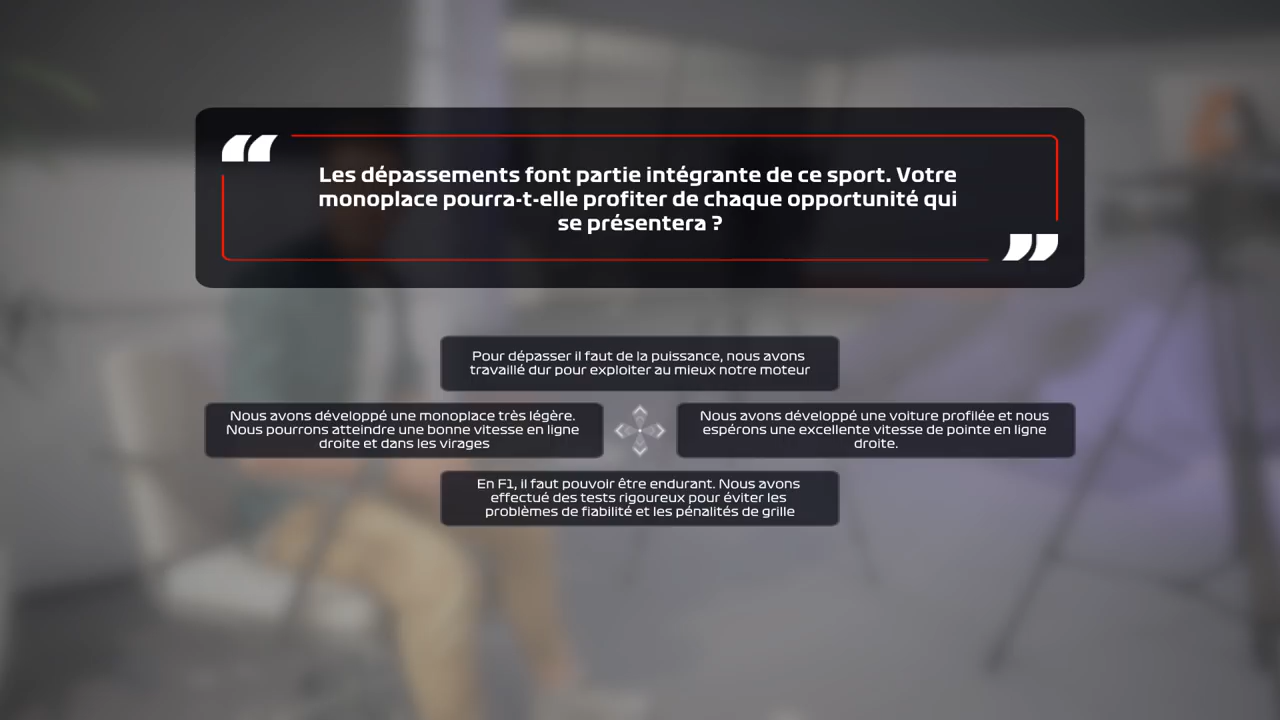 Les dépassements font partie intégrante de ce sport. Votre
monoplace pourra-t-elle profiter de chaque opportunité qui
se présentera ?
Pour dépasser il faut de la puissance, nous avons
travaillé dur pour exploiter au mieux notre moteur
Nous avons développé une monoplace très légère.
Nous pourrons atteindre une bonne vitesse en ligne
droite et dans les virages
Nous avons développé une voiture profilée et nous
espérons une excellente vitesse de pointe en ligne
droite.
En F1, il faut pouvoir être endurant. Nous avons
effectué des tests rigoureux pour éviter les
problèmes de fiabilité et les pénalités de grille